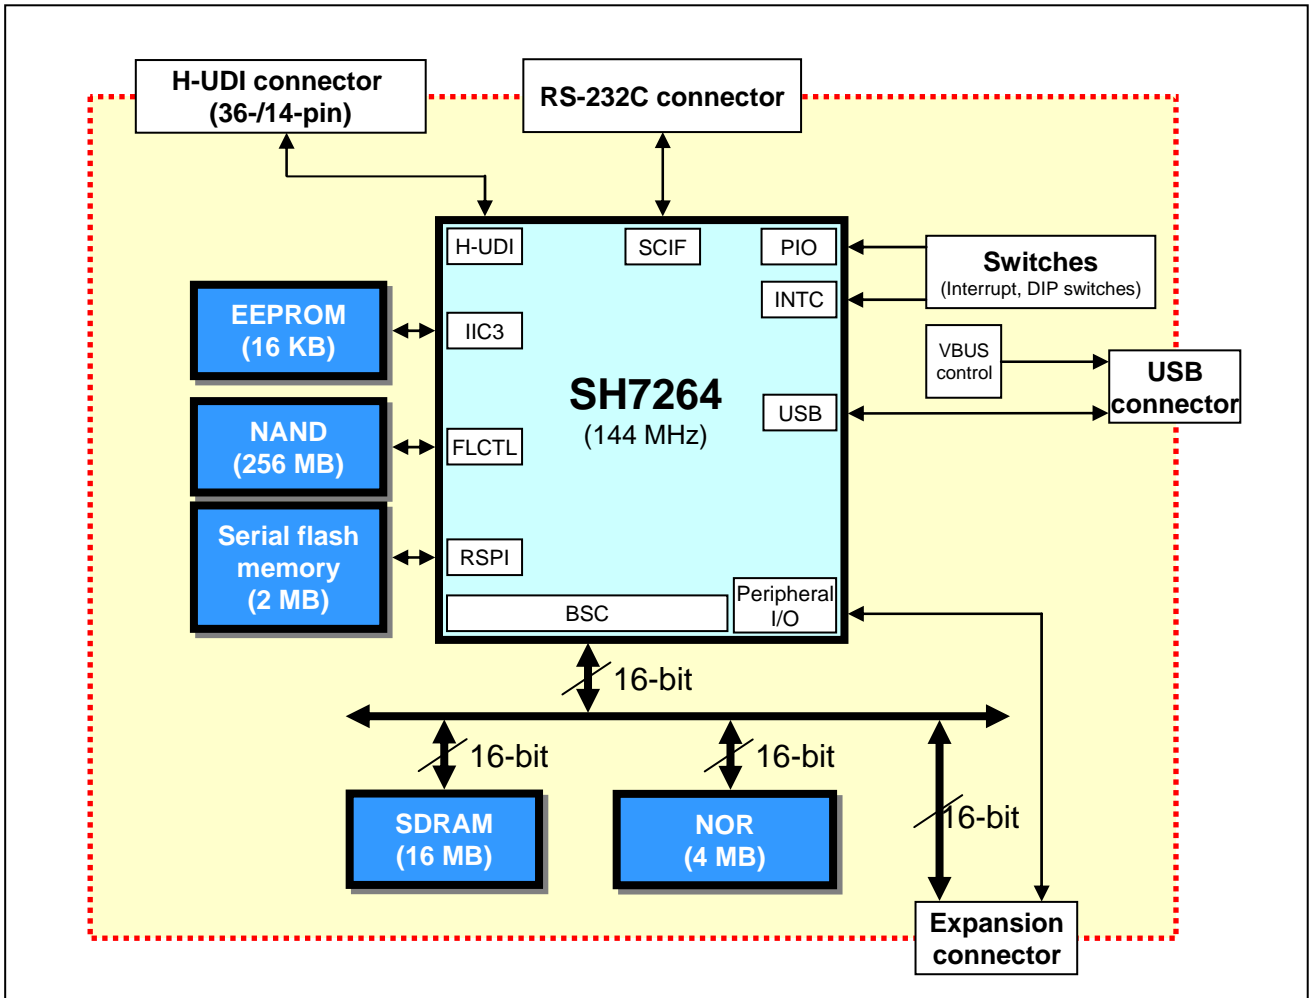 H-UDI connector
(36-/14-pin)
RS-232C connector
H-UDI
SCIF
PIO
Switches
(Interrupt, DIP switches)
INTC
EEPROM
(16 KB)
IIC3
VBUS
control
USB
connector
SH7264
(144 MHz)
USB
NAND
(256 MB)
FLCTL
Serial flash
memory
(2 MB)
RSPI
BSC
Peripheral
I/O
16-bit
16-bit
16-bit
16-bit
SDRAM
(16 MB)
NOR
(4 MB)
Expansion
connector